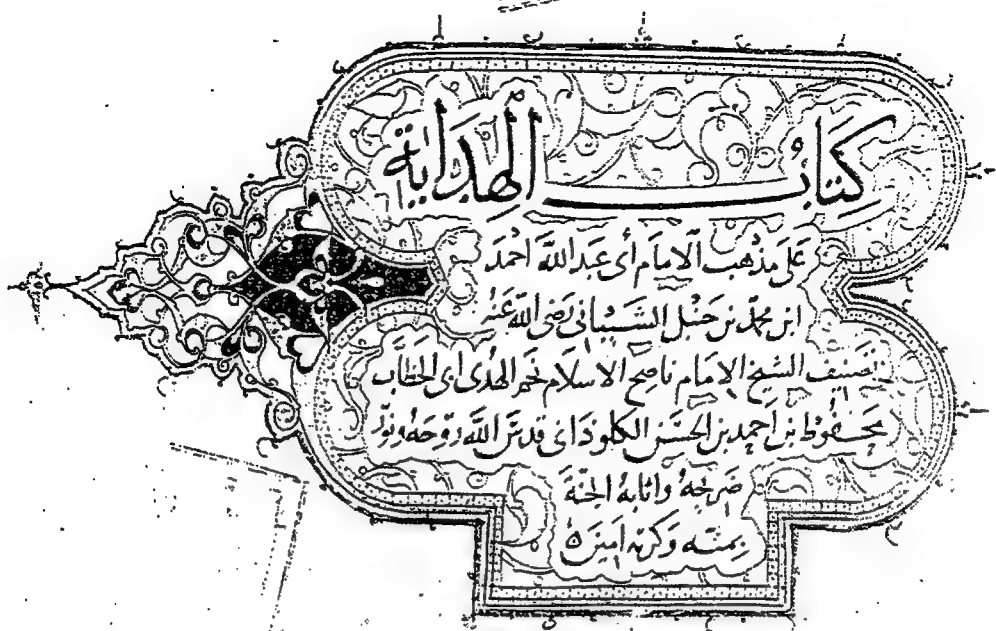 كتاب الهداية
على مذهب الامام أبي عبد الله احمد
ابن محمد بن حنبل الشيباني رضي الله عنه
تصنيف الشيخ الامام ناصح الاسلام نجم الهدى ابي الخطاب
محفوظ بن احمد بن الحسن الكلوذاني قدس الله روحه ونور
ضريحه واثابه الجنة
بمنه وكرمه امين